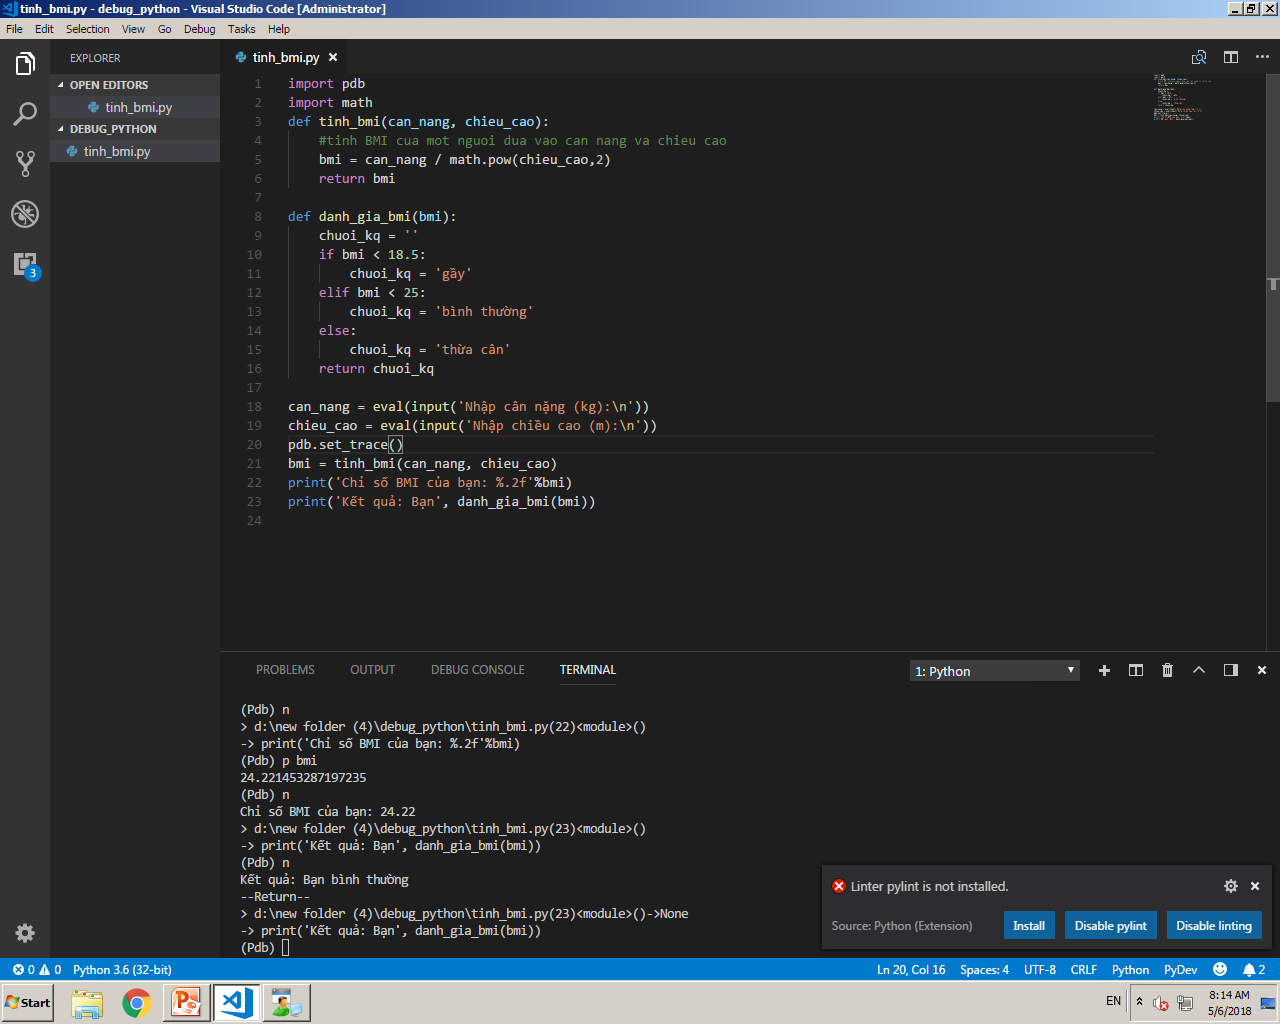 tinh_bmi.py - debug_python - Visual Studio Code [Administrator]
File Edit Selection View Go Debug Tasks Help
EXPLORER
OPEN EDITORS
tinh_bmi.py
DEBUG_PYTHON
tinh_bmi.py
3
tinh_bmi.py
1 import pdb
2 import math
3 def tinh_bmi(can_nang, chieu_cao):
4     #tinh BMI cua mot nguoi dua vao can nang va chieu cao
5     bmi = can_nang / math.pow(chieu_cao,2)
6     return bmi
7
8 def danh_gia_bmi(bmi):
9     chuoi_kq = ''
10     if bmi < 18.5:
11         chuoi_kq = 'gầy'
12     elif bmi < 25:
13         chuoi_kq = 'bình thường'
14     else:
15         chuoi_kq = 'thừa cân'
16     return chuoi_kq
17
18 can_nang = eval(input('Nhập cân nặng (kg):\n'))
19 chieu_cao = eval(input('Nhập chiều cao (m):\n'))
20 pdb.set_trace()
21 bmi = tinh_bmi(can_nang, chieu_cao)
22 print('Chỉ số BMI của bạn: %.2f'%bmi)
23 print('Kết quả: Bạn', danh_gia_bmi(bmi))
24
PROBLEMS OUTPUT DEBUG CONSOLE TERMINAL 1: Python
(Pdb) n
> d:\new folder (4)\debug_python\tinh_bmi.py(22)<module>()
-> print('Chỉ số BMI của bạn: %.2f'%bmi)
(Pdb) p bmi
24.221453287197235
(Pdb) n
Chỉ số BMI của bạn: 24.22
> d:\new folder (4)\debug_python\tinh_bmi.py(23)<module>()
-> print('Kết quả: Bạn', danh_gia_bmi(bmi))
(Pdb) n
Kết quả: Bạn bình thường
--Return--
> d:\new folder (4)\debug_python\tinh_bmi.py(23)<module>()->None
-> print('Kết quả: Bạn', danh_gia_bmi(bmi))
(Pdb)
Linter pylint is not installed.
Source: Python (Extension) Install Disable pylint Disable linting
0 0 Python 3.6 (32-bit) Ln 20, Col 16 Spaces: 4 UTF-8 CRLF Python PyDev 2
Start EN 8:14 AM
5/6/2018